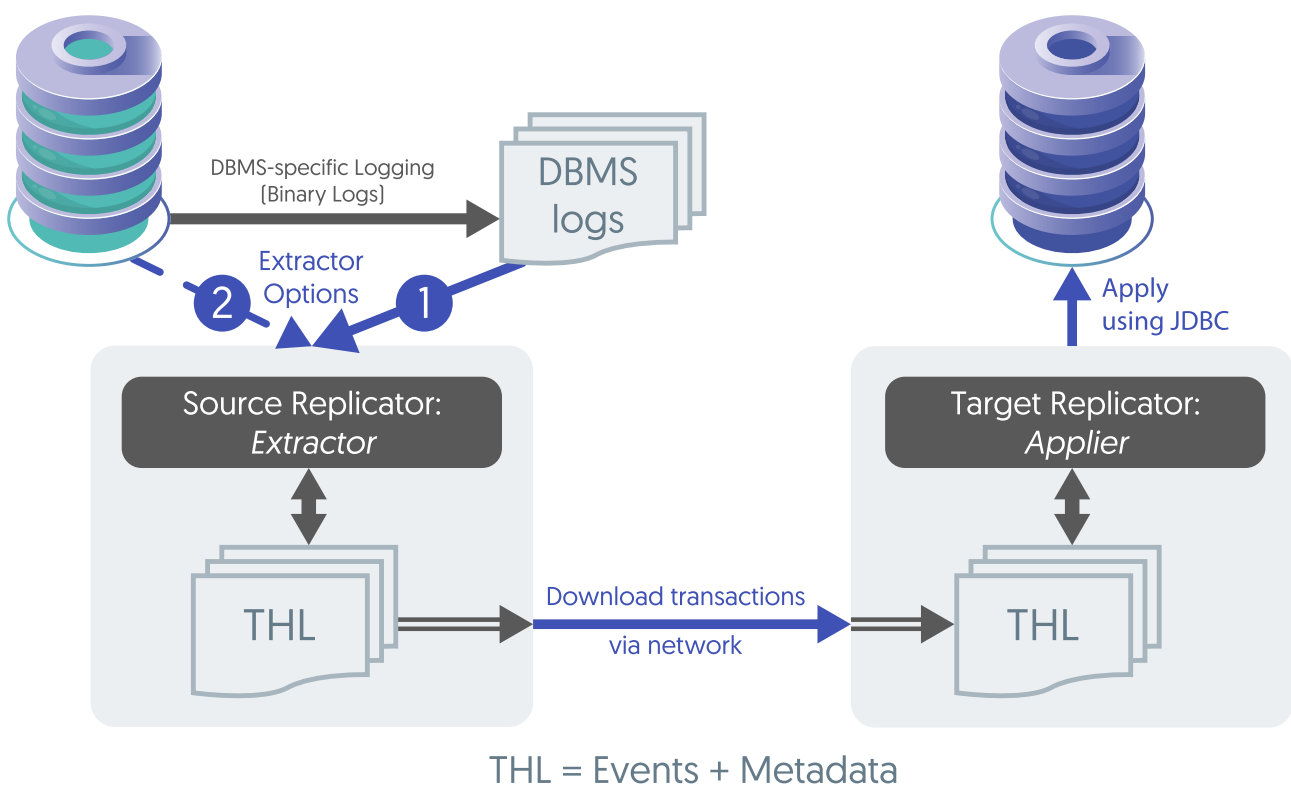 DBMS-specific Logging
(Binary Logs)
DBMS
logs
Extractor
Options
2
1
Apply
using JDBC
Source Replicator:
Extractor
Target Replicator:
Applier
THL
Download transactions
via network
THL
THL = Events + Metadata